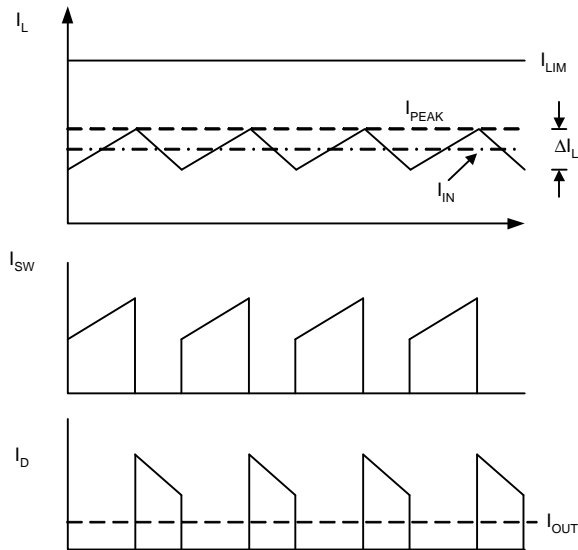 I_L
I_LIM
I_PEAK
ΔI_L
I_IN
I_SW
I_D
I_OUT